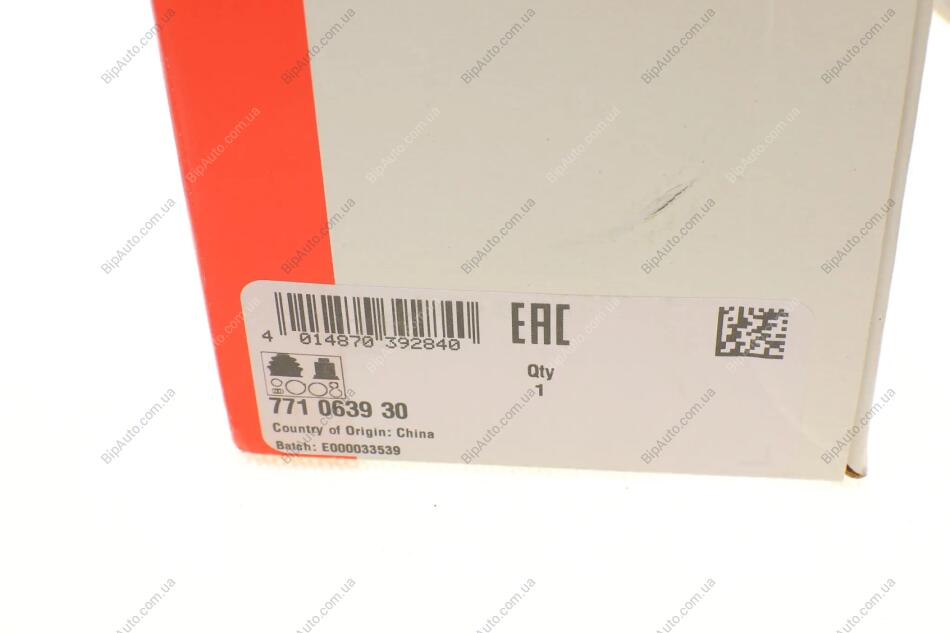 4 014870 392840
EAC
Qty
1
771 0639 30
Country of Origin: China
Batch: E000033539
BipAuto.com.ua